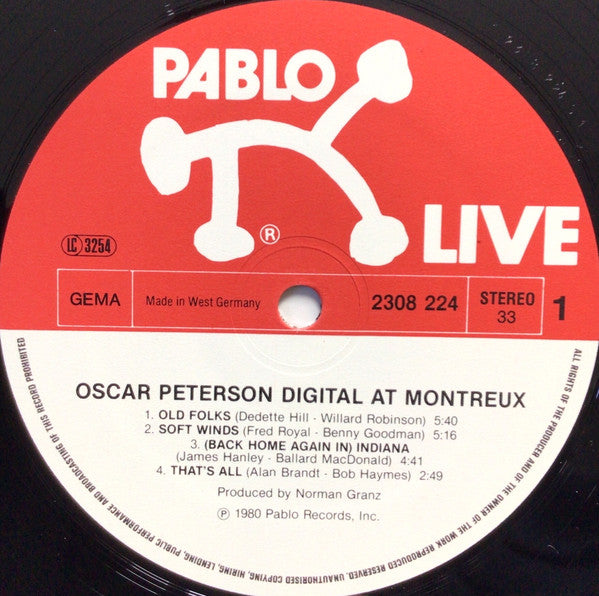 PABLO
LIVE
®
LC 3254
GEMA
Made in West Germany
2308 224
STEREO
33
1
OSCAR PETERSON DIGITAL AT MONTREUX
1. OLD FOLKS (Dedette Hill - Willard Robinson) 5:40
2. SOFT WINDS (Fred Royal - Benny Goodman) 5:16
3. (BACK HOME AGAIN IN) INDIANA
(James Hanley - Ballard MacDonald) 4:41
4. THAT'S ALL (Alan Brandt - Bob Haymes) 2:49
Produced by Norman Granz
℗ 1980 Pablo Records, Inc.
ALL RIGHTS OF THE PRODUCER AND OF THE OWNER OF THE WORK REPRODUCED RESERVED. UNAUTHORISED COPYING, HIRING, LENDING, PUBLIC PERFORMANCE AND BROADCASTING OF THIS RECORD PROHIBITED.